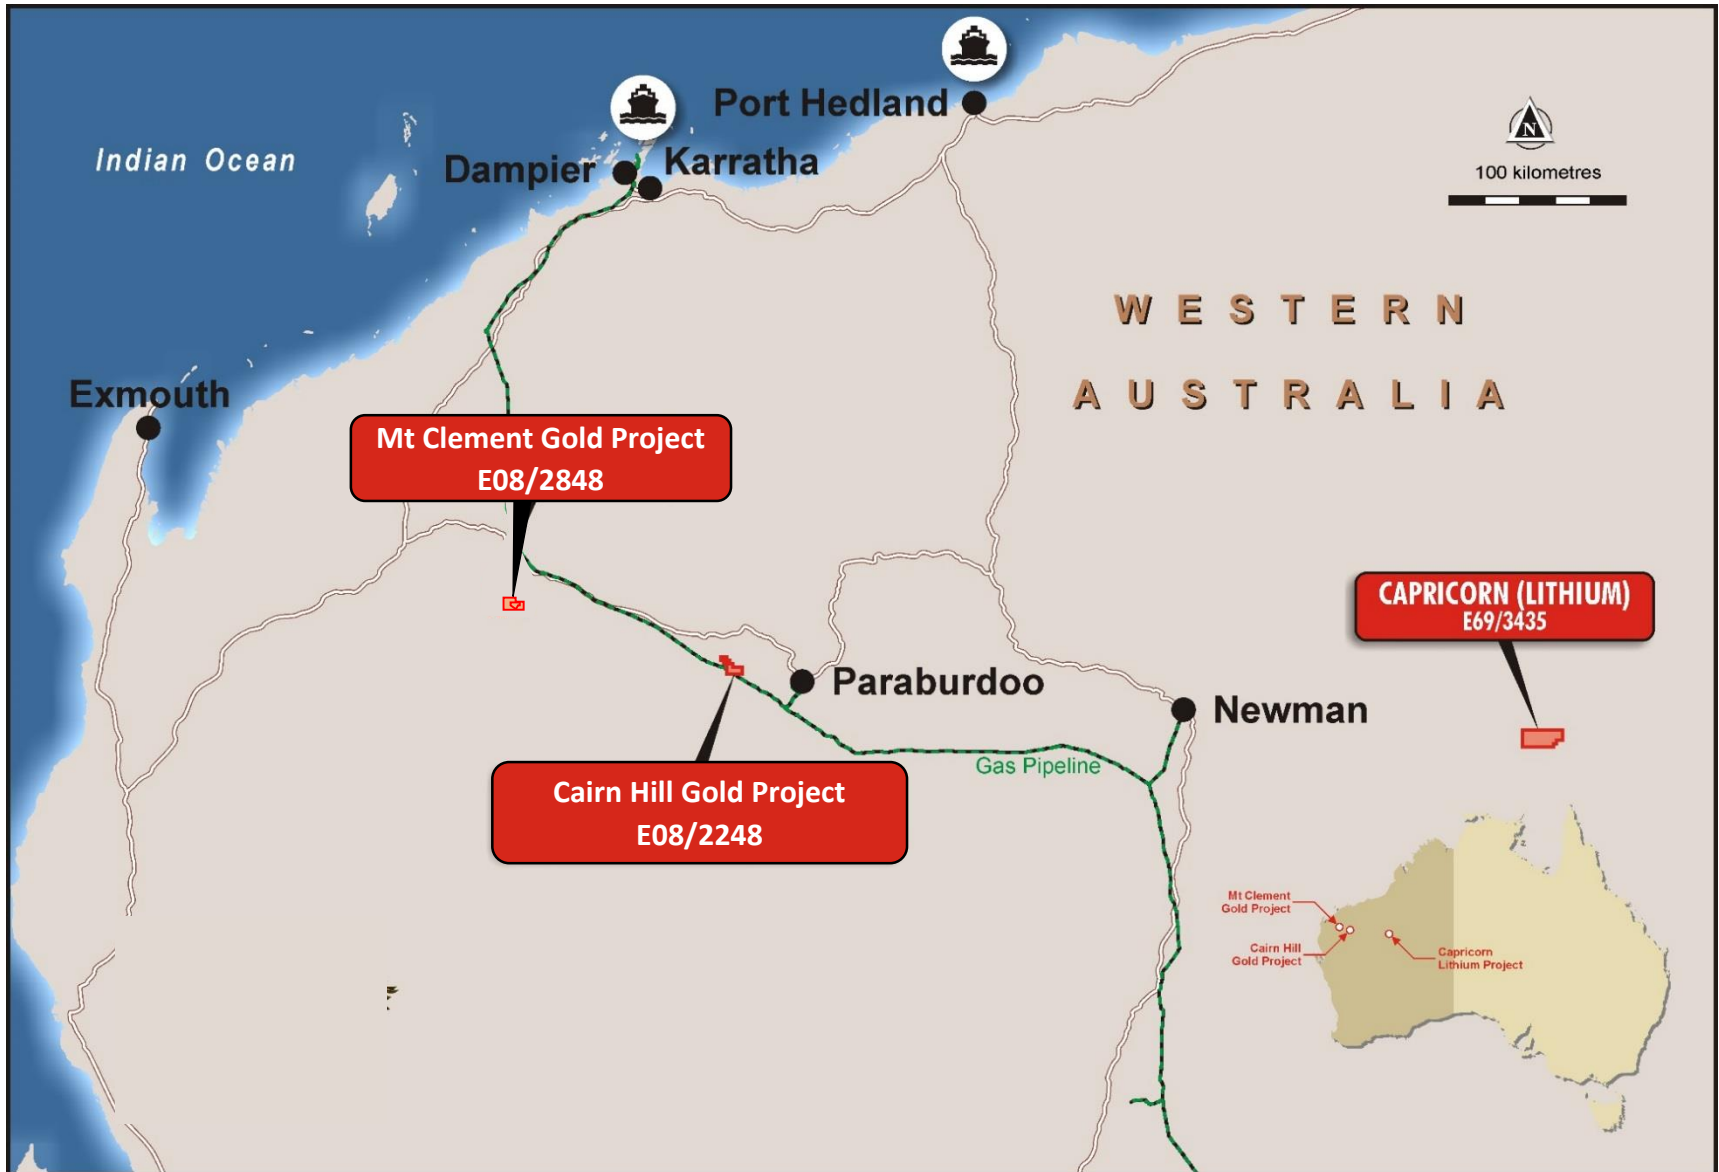 Port Hedland
Indian Ocean
Dampier
Karratha
N
100 kilometres
WESTERN
AUSTRALIA
Exmouth
Mt Clement Gold Project
E08/2848
CAPRICORN (LITHIUM)
E69/3435
Paraburdoo
Newman
Gas Pipeline
Cairn Hill Gold Project
E08/2248
Mt Clement
Gold Project
Cairn Hill
Gold Project
Capricorn
Lithium Project